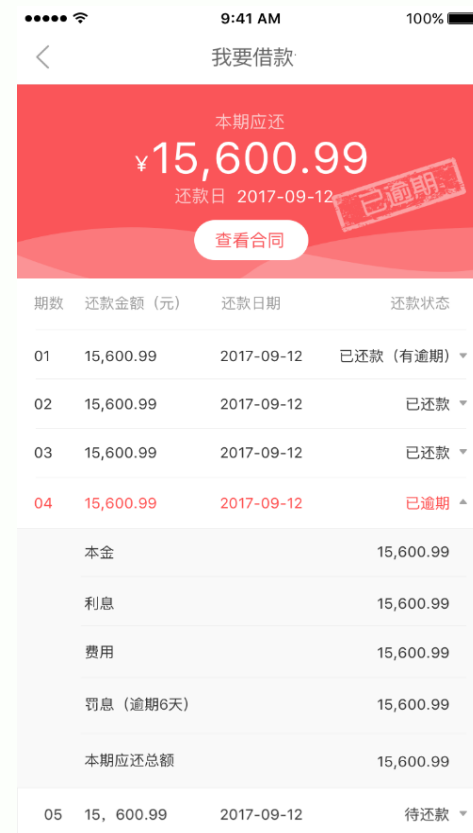 9:41 AM 100%
我要借款
本期应还
¥15,600.99
还款日 2017-09-12
已逾期
查看合同
期数 还款金额（元） 还款日期 还款状态
01 15,600.99 2017-09-12 已还款（有逾期）
02 15,600.99 2017-09-12 已还款
03 15,600.99 2017-09-12 已还款
04 15,600.99 2017-09-12 已逾期
本金 15,600.99
利息 15,600.99
费用 15,600.99
罚息（逾期6天） 15,600.99
本期应还总额 15,600.99
05 15，600.99 2017-09-12 待还款